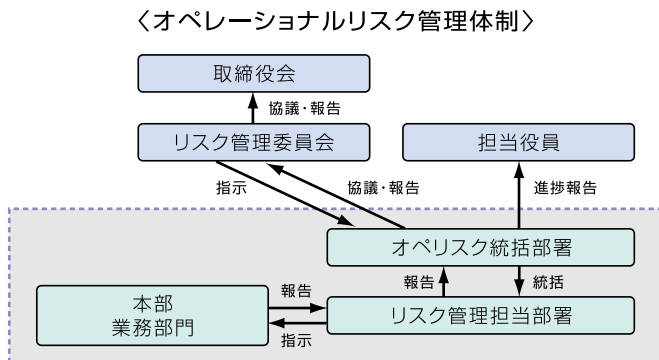 〈オペレーショナルリスク管理体制〉
取締役会
協議・報告
リスク管理委員会
担当役員
指示
協議・報告
進捗報告
オペリスク統括部署
報告
統括
本部
業務部門
報告
指示
リスク管理担当部署